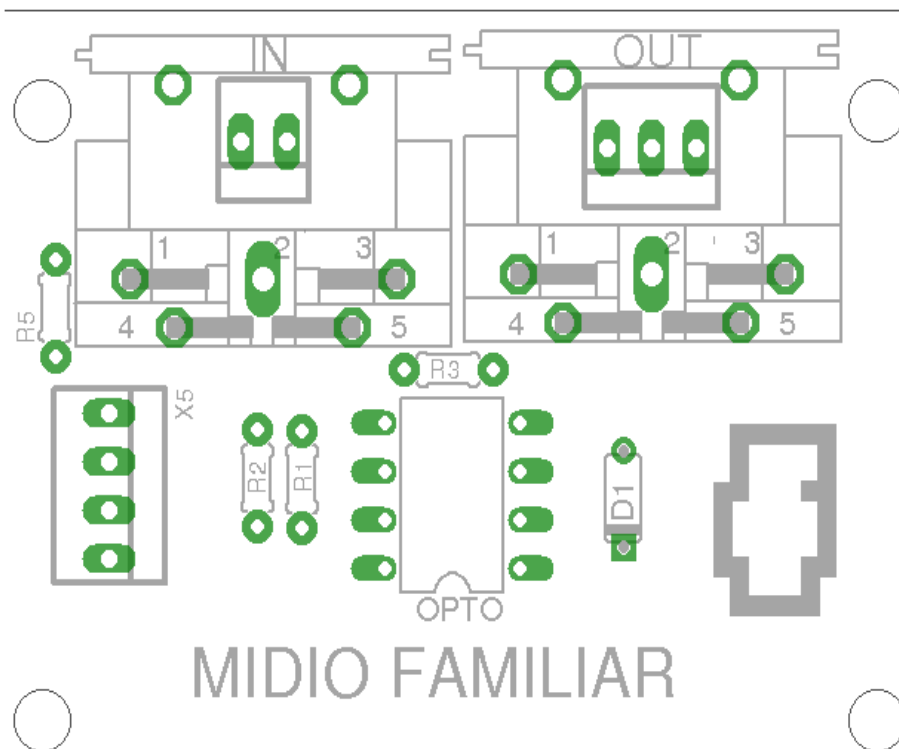 IN
OUT
1 2 3
1 2 3
4 5
4 5
R5
R3
X5
R2
R1
D1
OPTO
MIDIO FAMILIAR